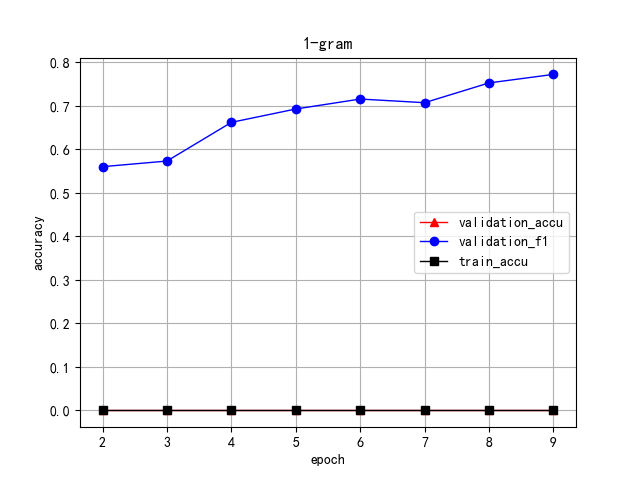 1-gram
0.8
0.7
0.6
0.5
0.4
0.3
0.2
0.1
0.0
accuracy
validation_accu
validation_f1
train_accu
2 3 4 5 6 7 8 9
epoch